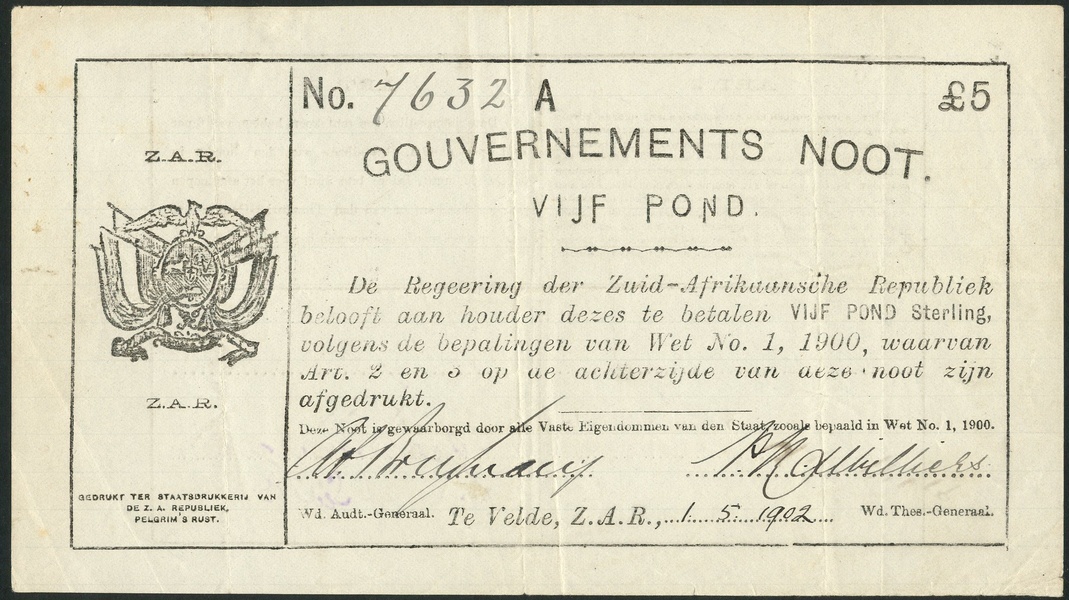 No. 7632 A
£5
GOUVERNEMENTS NOOT.
VIJF POND.
De Regeering der Zuid-Afrikaansche Republiek
belooft aan houder dezes te betalen VIJF POND Sterling,
volgens de bepalingen van Wet No. 1, 1900, waarvan
Art. 2 en 3 op de achterzijde van deze noot zijn
afgedrukt.
Deze Noot is gewaarborgd door alle Vaste Eigendommen van den Staat, zooals bepaald in Wet No. 1, 1900.
Wd. Audt.-Generaal. Te Velde, Z.A.R., 1. 5. 1902 Wd. Thes.-Generaal.
Z.A.R.
Z.A.R.
GEDRUKT TER STAATSDRUKKERIJ VAN
DE Z. A. REPUBLIEK,
PELGRIM'S RUST.